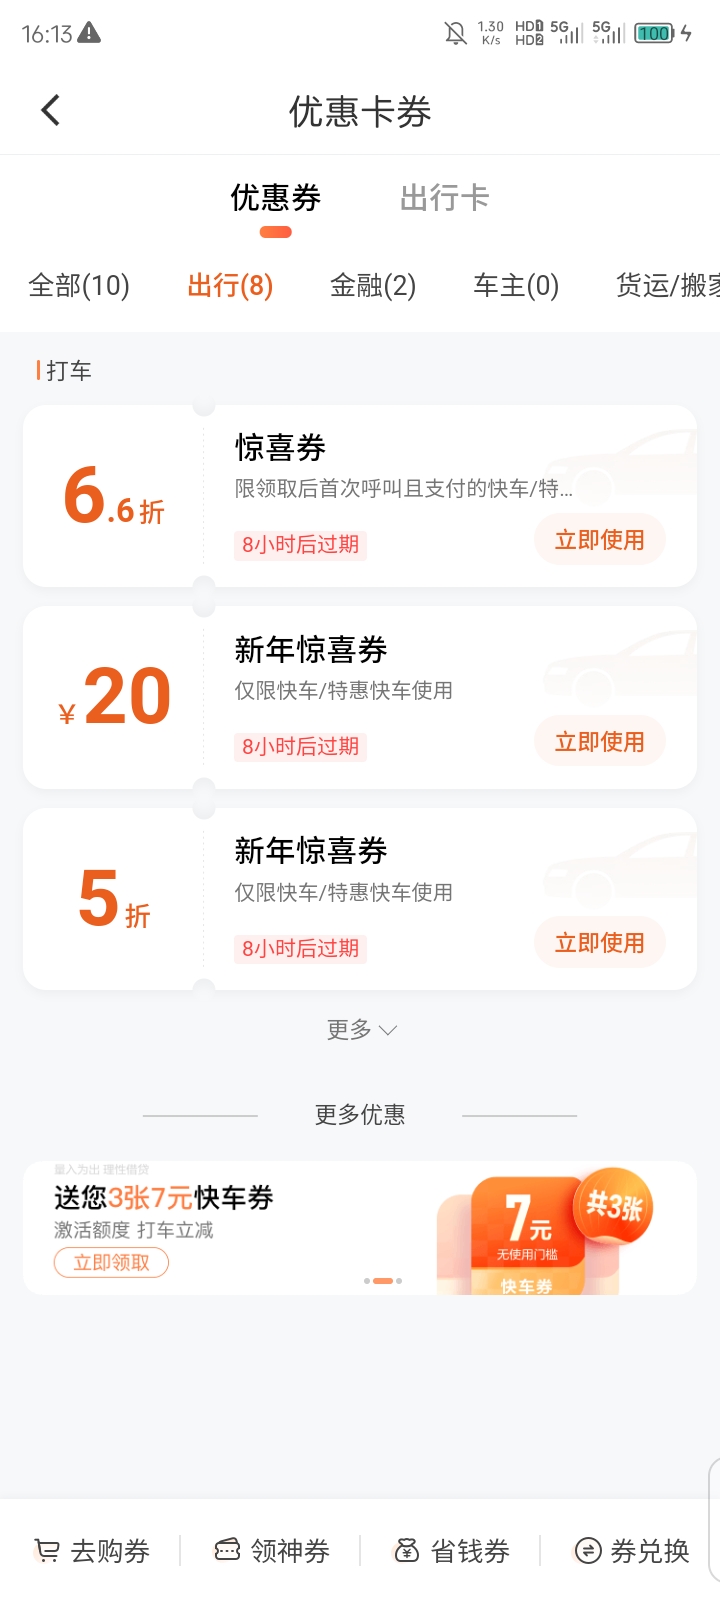 16:13
1.30
K/s
HD1
HD2
5G
5G
100
优惠卡券
优惠券
出行卡
全部(10)
出行(8)
金融(2)
车主(0)
货运/搬家
打车
6.6折
惊喜券
限领取后首次呼叫且支付的快车/特...
8小时后过期
立即使用
¥20
新年惊喜券
仅限快车/特惠快车使用
8小时后过期
立即使用
5折
新年惊喜券
仅限快车/特惠快车使用
8小时后过期
立即使用
更多
更多优惠
量入为出 理性借贷
送您3张7元快车券
激活额度 打车立减
立即领取
7元
无使用门槛
快车券
共3张
去购券
领神券
省钱券
券兑换